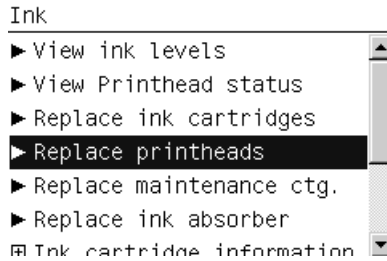 Ink
View ink levels
View Printhead status
Replace ink cartridges
Replace printheads
Replace maintenance ctg.
Replace ink absorber
Ink cartridge information